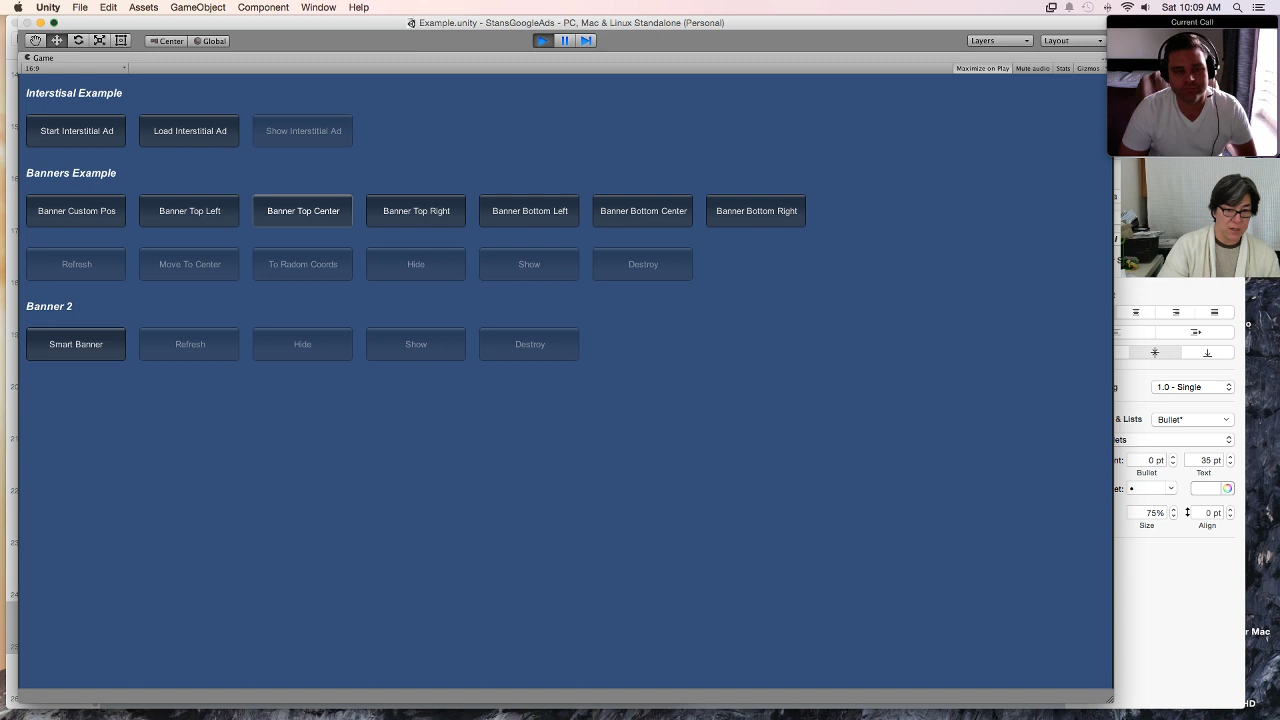 Unity File Edit Assets GameObject Component Window Help Sat 10:09 AM
Example.unity - StansGoogleAds - PC, Mac & Linux Standalone (Personal)
Current Call
Center Global Layers Layout
Game
16:9 Maximize on Play Mute audio Stats Gizmos
Interstisal Example
Start Interstitial Ad Load Interstitial Ad Show Interstitial Ad
Banners Example
Banner Custom Pos Banner Top Left Banner Top Center Banner Top Right Banner Bottom Left Banner Bottom Center Banner Bottom Right
Refresh Move To Center To Radom Coords Hide Show Destroy
Banner 2
Smart Banner Refresh Hide Show Destroy
1.0 - Single
& Lists Bullet*
0 pt 35 pt
Bullet Text
75% 0 pt
Size Align
r Mac
HD